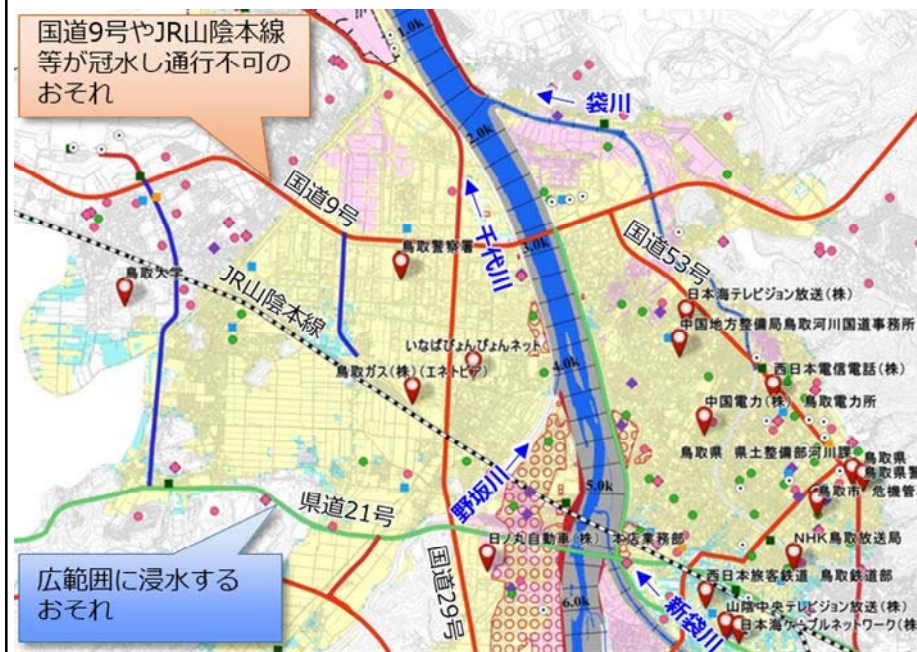 国道9号やJR山陰本線
等が冠水し通行不可の
おそれ
1.0k
袋川
2.0k
国道9号
千代川
3.0k
国道53号
鳥取警察署
鳥取大学
JR山陰本線
日本海テレビジョン放送(株)
中国地方整備局鳥取河川国道事務所
いなばぴょんぴょんネット
鳥取ガス(株)(エネトピア)
4.0k
西日本電信電話(株)
中国電力(株) 鳥取電力所
鳥取県 県土整備部河川課
鳥取県
鳥取県警
野坂川
5.0k
鳥取市 危機管
県道21号
日ノ丸自動車(株) 本店業務部
NHK鳥取放送局
広範囲に浸水する
おそれ
国道29号
西日本旅客鉄道 鳥取鉄道部
新袋川
6.0k
山陰中央テレビジョン放送(株)
日本海ケーブルネットワーク(株